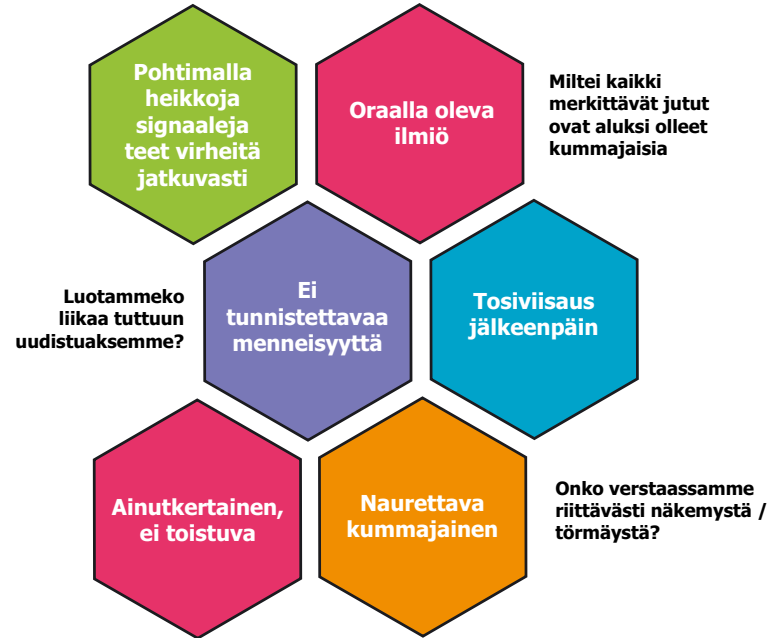 Pohtimalla
heikkoja
signaaleja
teet virheitä
jatkuvasti
Oraalla oleva
ilmiö
Miltei kaikki
merkittävät jutut
ovat aluksi olleet
kummajaisia
Luotammeko
liikaa tuttuun
uudistuaksemme?
Ei
tunnistettavaa
menneisyyttä
Tosiviisaus
jälkeenpäin
Ainutkertainen,
ei toistuva
Naurettava
kummajainen
Onko verstaassamme
riittävästi näkemystä /
törmäystä?